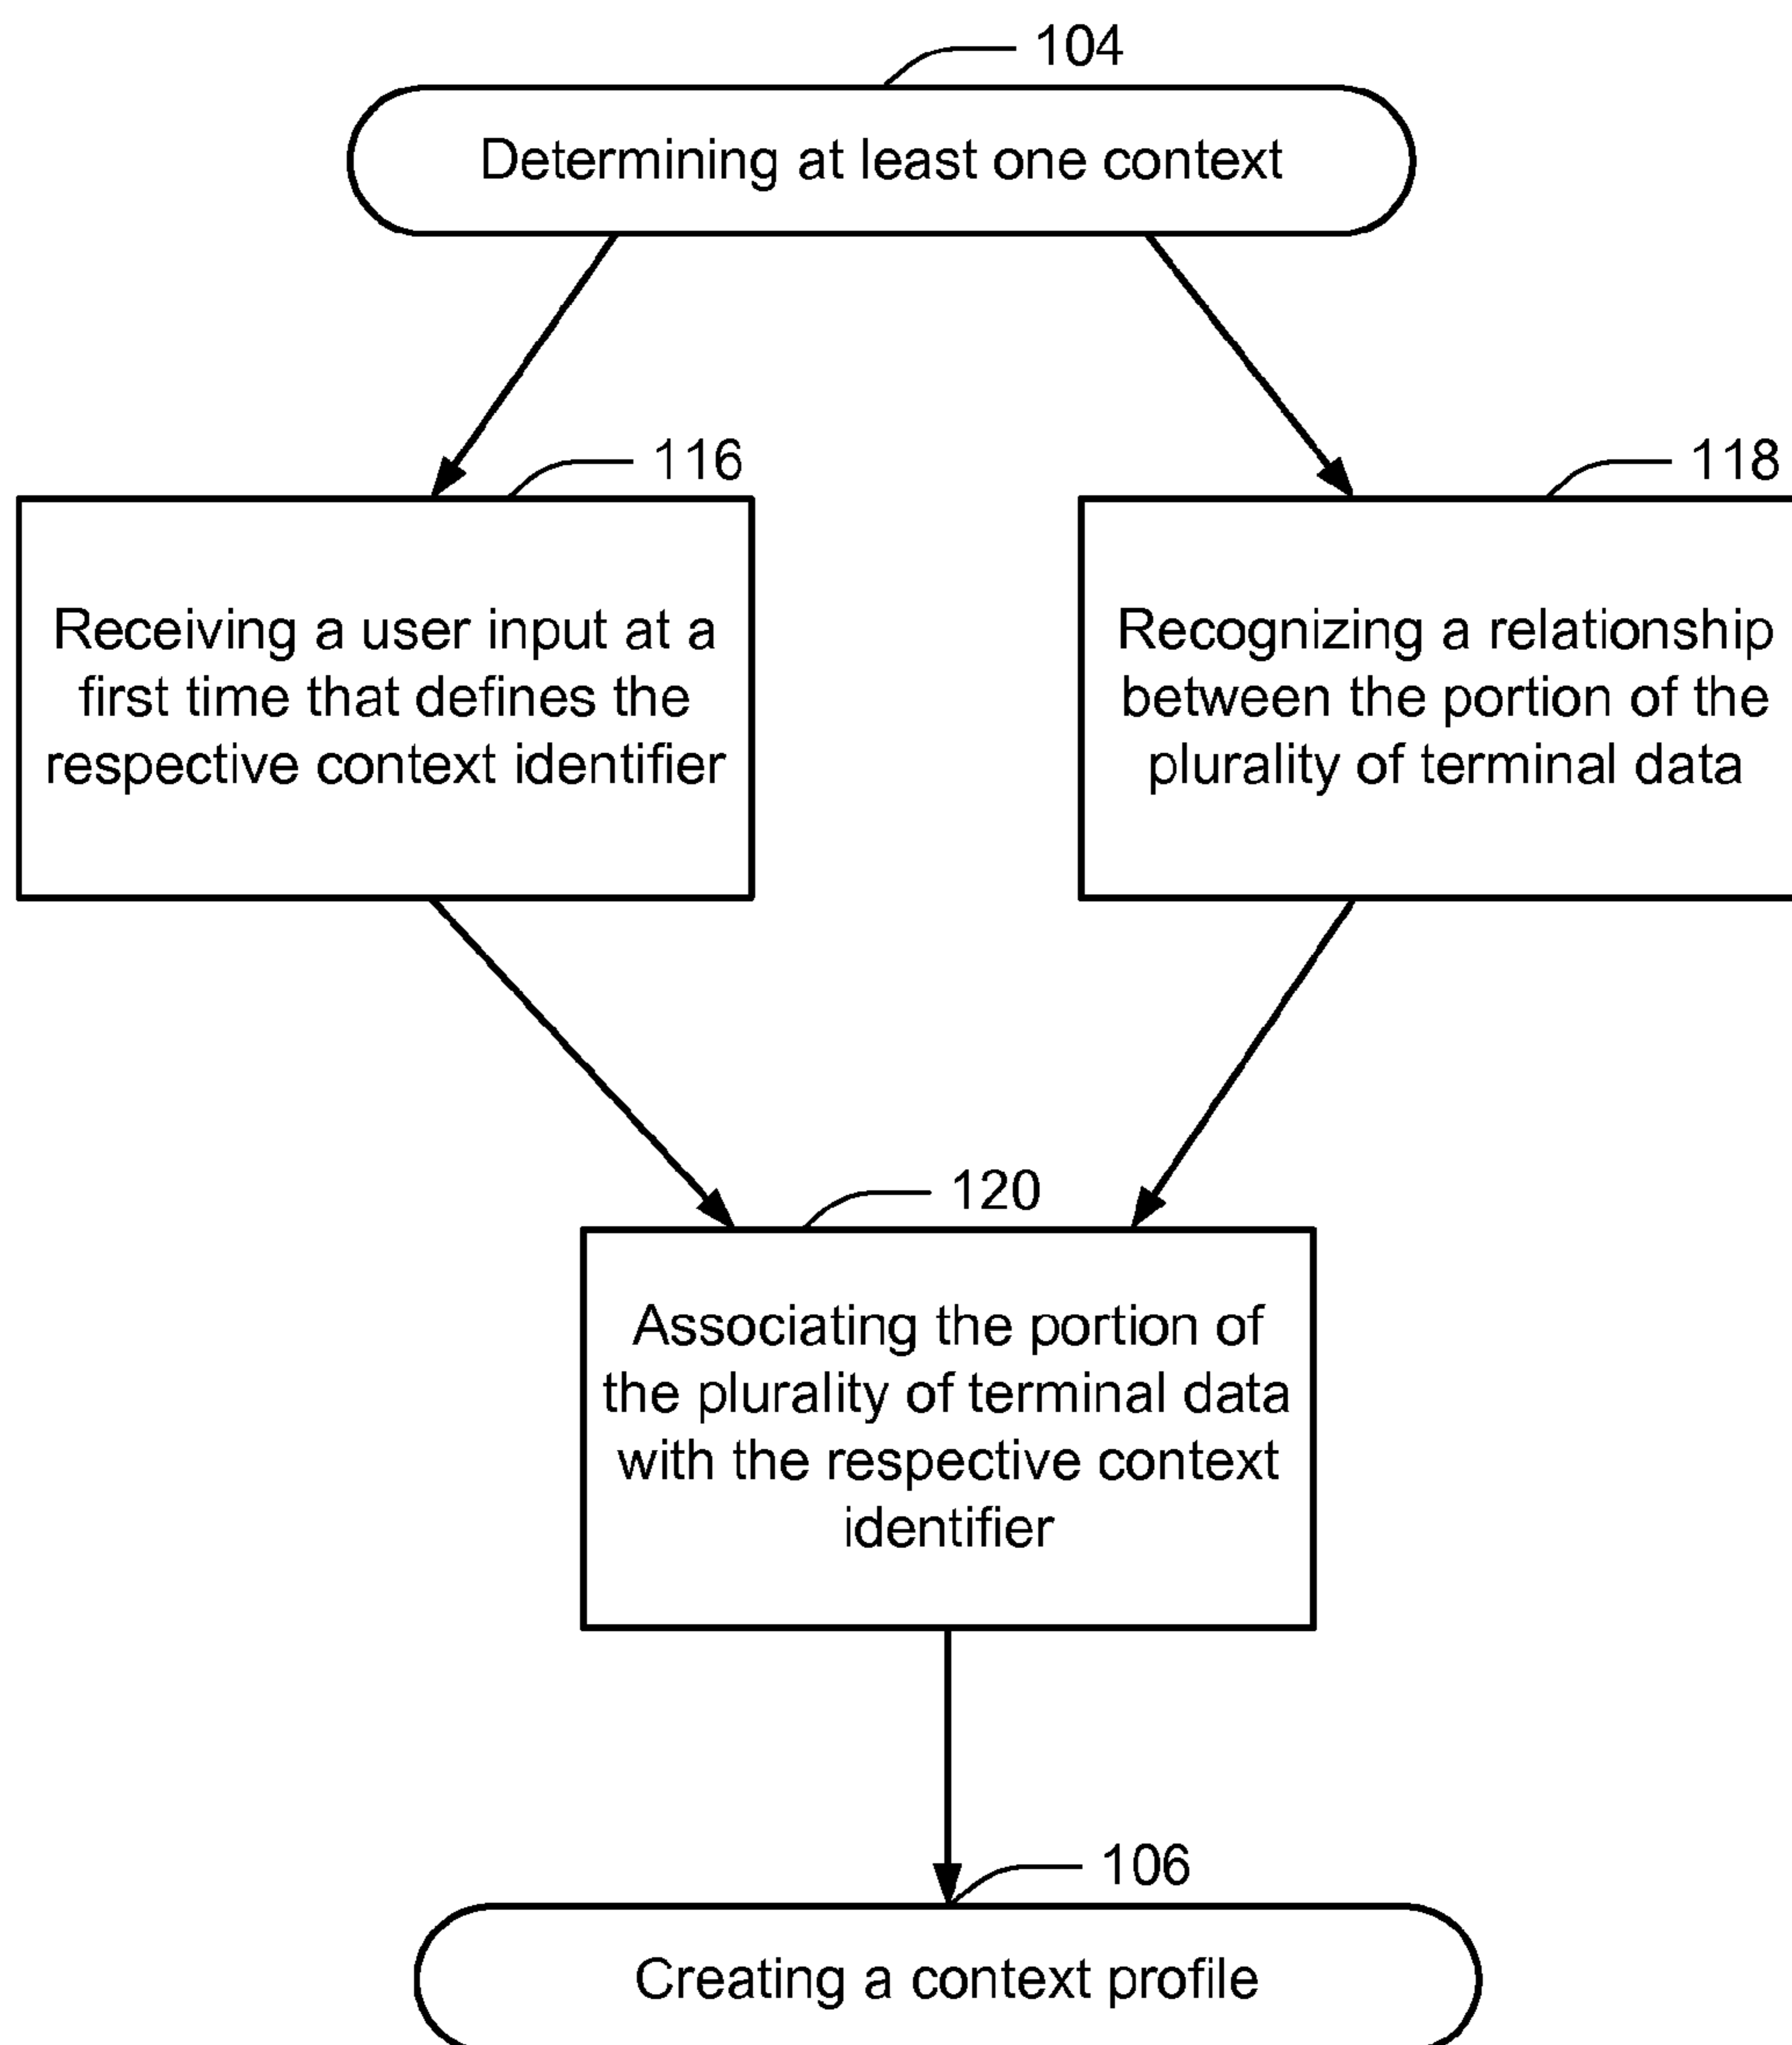 104
Determining at least one context
116
Receiving a user input at a
first time that defines the
respective context identifier
118
Recognizing a relationship
between the portion of the
plurality of terminal data
120
Associating the portion of
the plurality of terminal data
with the respective context
identifier
106
Creating a context profile